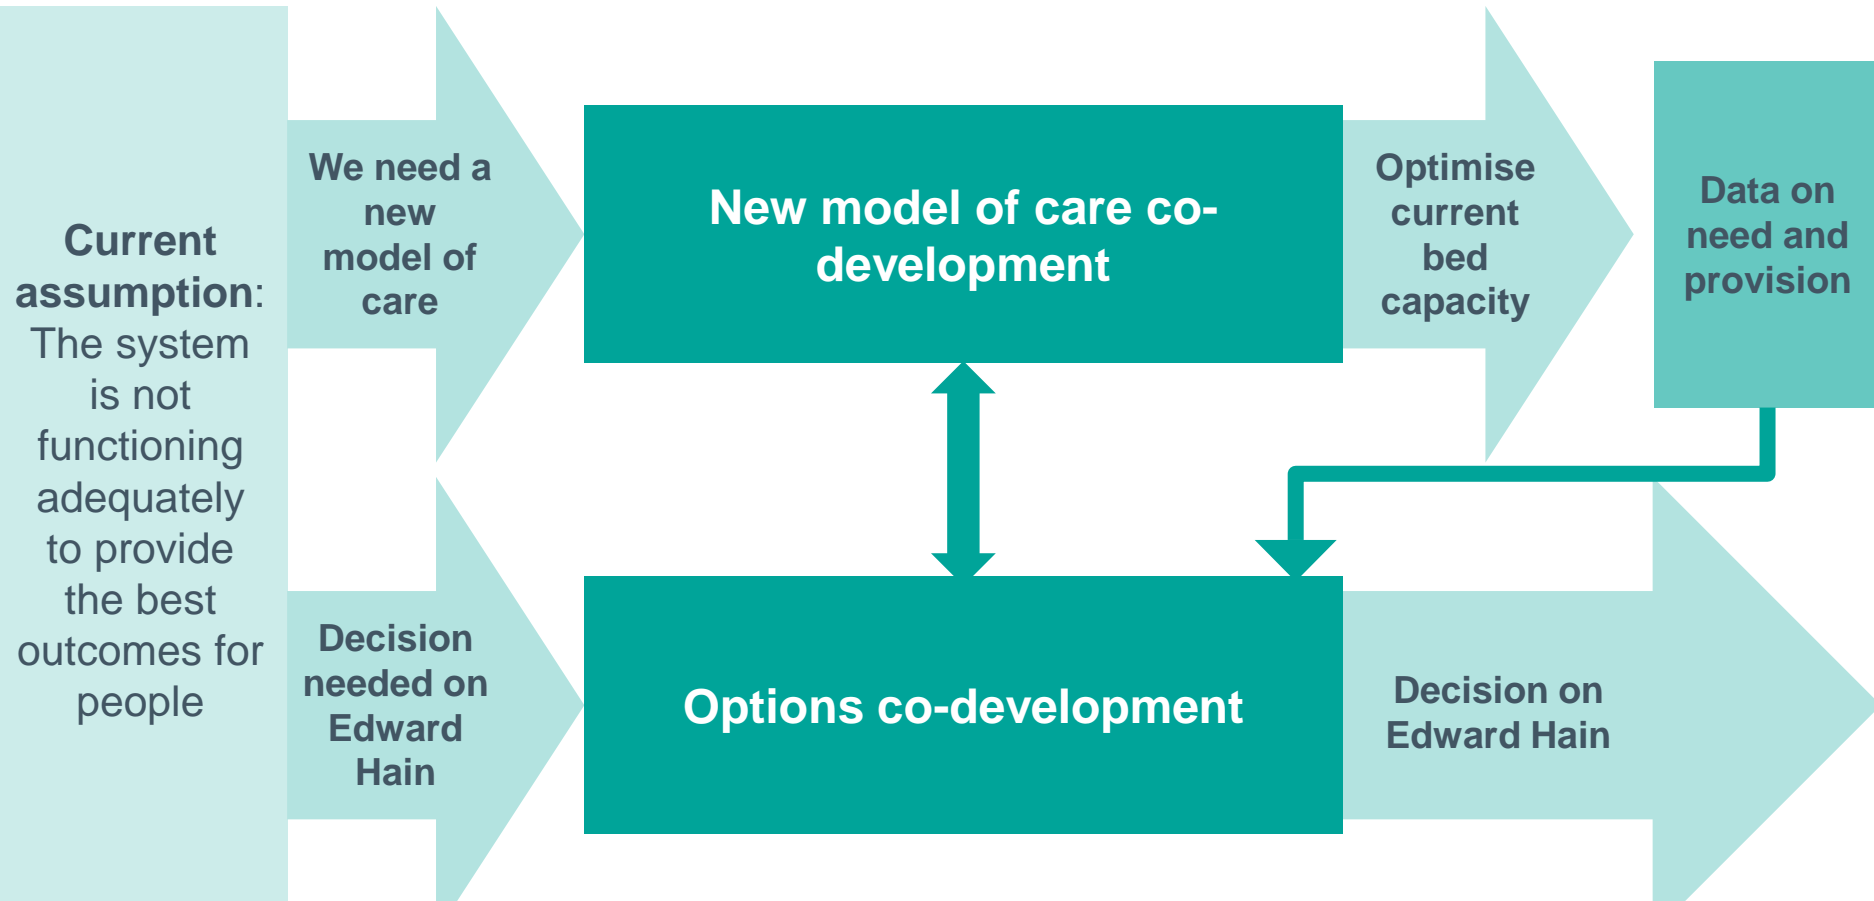 Current
assumption:
The system
is not
functioning
adequately
to provide
the best
outcomes for
people
We need a
new
model of
care
New model of care co-
development
Optimise
current
bed
capacity
Data on
need and
provision
Decision
needed on
Edward
Hain
Options co-development
Decision on
Edward Hain